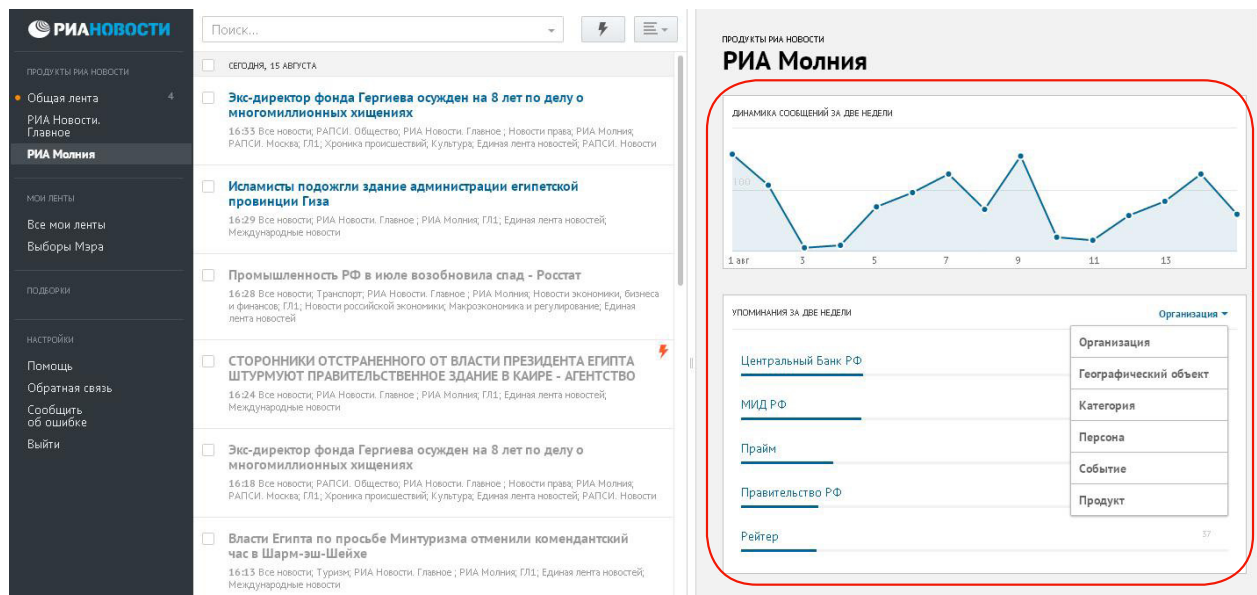 РИАНОВОСТИ
ПРОДУКТЫ РИА НОВОСТИ
Общая лента 4
РИА Новости.
Главное
РИА Молния
МОИ ЛЕНТЫ
Все мои ленты
Выборы Мэра
ПОДБОРКИ
НАСТРОЙКИ
Помощь
Обратная связь
Сообщить
об ошибке
Выйти
Поиск...
СЕГОДНЯ, 15 АВГУСТА
Экс-директор фонда Гергиева осужден на 8 лет по делу о
многомиллионных хищениях
16:33 Все новости; РАПСИ. Общество; РИА Новости. Главное ; Новости права; РИА Молния;
РАПСИ. Москва; ГЛ1; Хроника происшествий; Культура; Единая лента новостей; РАПСИ. Новости
Исламисты подожгли здание администрации египетской
провинции Гиза
16:29 Все новости; РИА Новости. Главное ; РИА Молния; ГЛ1; Единая лента новостей;
Международные новости
Промышленность РФ в июле возобновила спад - Росстат
16:28 Все новости; Транспорт; РИА Новости. Главное ; РИА Молния; Новости экономики, бизнеса
и финансов; ГЛ1; Новости российской экономики; Макроэкономика и регулирование; Единая
лента новостей
СТОРОННИКИ ОТСТРАНЕННОГО ОТ ВЛАСТИ ПРЕЗИДЕНТА ЕГИПТА
ШТУРМУЮТ ПРАВИТЕЛЬСТВЕННОЕ ЗДАНИЕ В КАИРЕ - АГЕНТСТВО
16:24 Все новости; РИА Новости. Главное ; РИА Молния; ГЛ1; Единая лента новостей;
Международные новости
Экс-директор фонда Гергиева осужден на 8 лет по делу о
многомиллионных хищениях
16:18 Все новости; РАПСИ. Общество; РИА Новости. Главное ; Новости права; РИА Молния;
РАПСИ. Москва; ГЛ1; Хроника происшествий; Культура; Единая лента новостей; РАПСИ. Новости
Власти Египта по просьбе Минтуризма отменили комендантский
час в Шарм-эш-Шейхе
16:13 Все новости; Туризм; РИА Новости. Главное ; РИА Молния; ГЛ1; Единая лента новостей;
Международные новости
ПРОДУКТЫ РИА НОВОСТИ
РИА Молния
ДИНАМИКА СООБЩЕНИЙ ЗА ДВЕ НЕДЕЛИ
100
1 авг 3 5 7 9 11 13
УПОМИНАНИЯ ЗА ДВЕ НЕДЕЛИ
Организация
Центральный Банк РФ
МИД РФ
Прайм
Правительство РФ
Рейтер 37
Организация
Географический объект
Категория
Персона
Событие
Продукт